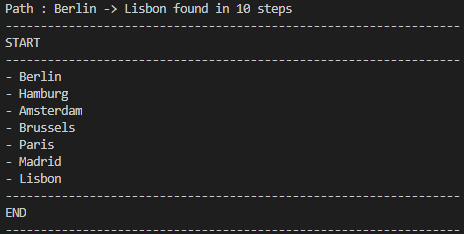 Path : Berlin -> Lisbon found in 10 steps
-----------------------------------------------------------------
START
-----------------------------------------------------------------
- Berlin
- Hamburg
- Amsterdam
- Brussels
- Paris
- Madrid
- Lisbon
-----------------------------------------------------------------
END
-----------------------------------------------------------------